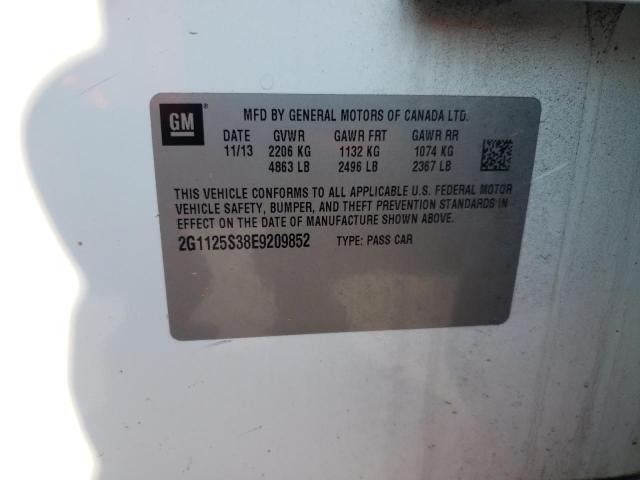 GM
MFD BY GENERAL MOTORS OF CANADA LTD.
DATE GVWR GAWR FRT GAWR RR
11/13 2206 KG 1132 KG 1074 KG
4863 LB 2496 LB 2367 LB
THIS VEHICLE CONFORMS TO ALL APPLICABLE U.S. FEDERAL MOTOR
VEHICLE SAFETY, BUMPER, AND THEFT PREVENTION STANDARDS IN
EFFECT ON THE DATE OF MANUFACTURE SHOWN ABOVE.
2G1125S38E9209852 TYPE: PASS CAR